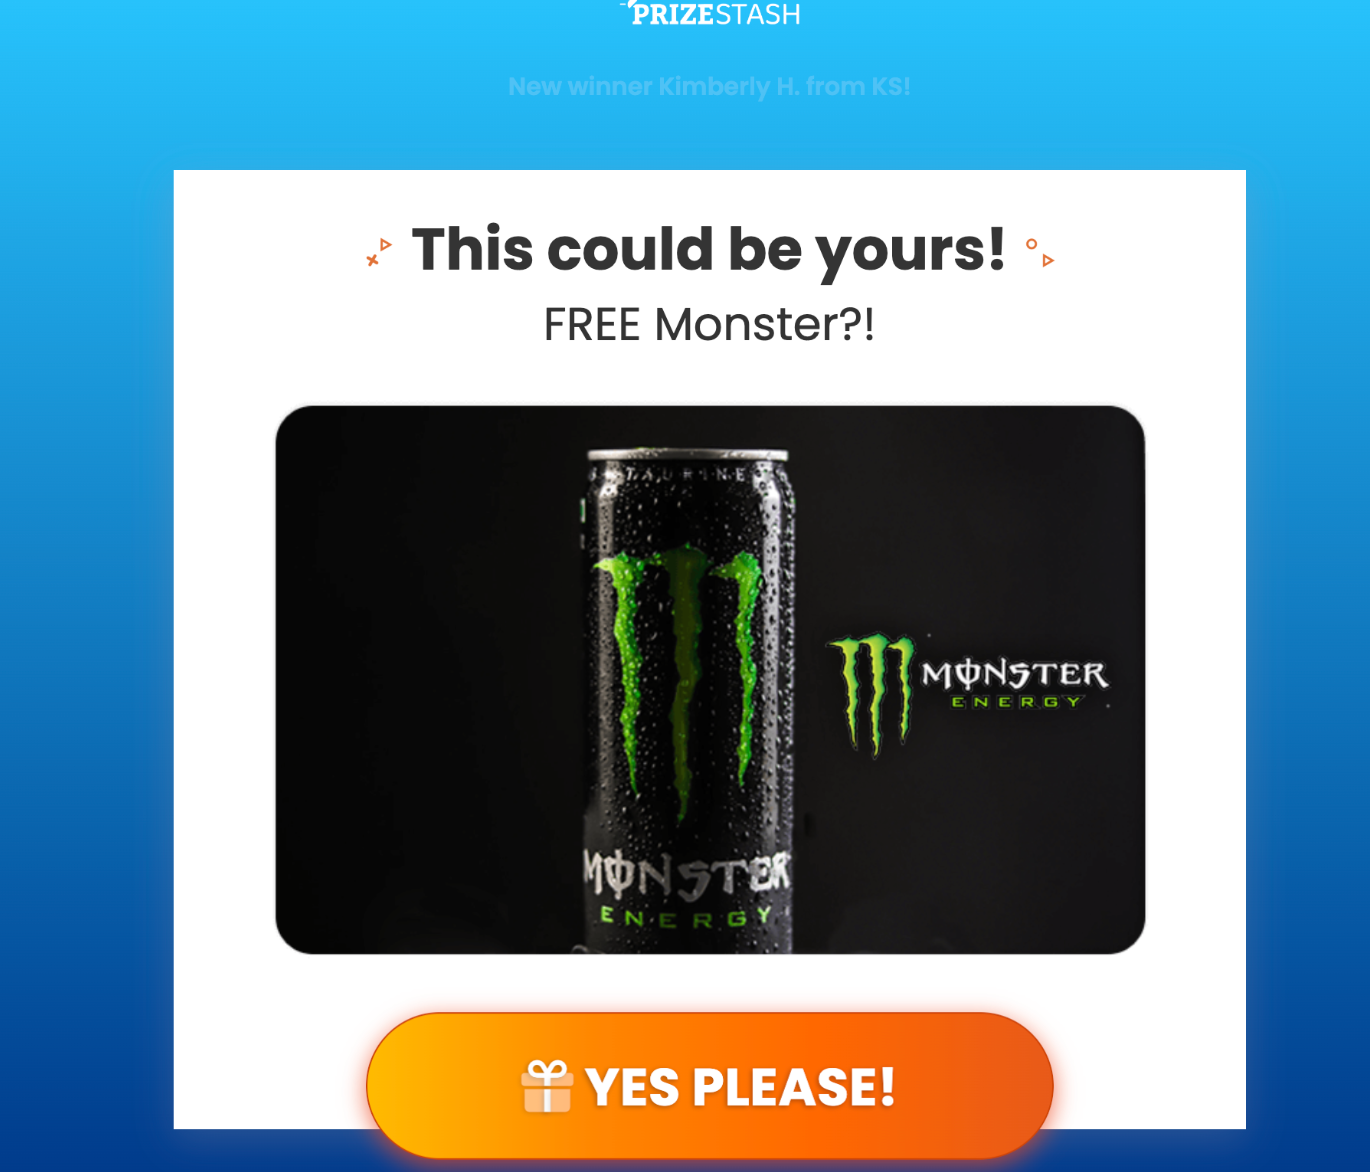 PRIZESTASH
New winner Kimberly H. from KS!
This could be yours!
FREE Monster?!
TAURINE
MONSTER
ENERGY
MONSTER
ENERGY
YES PLEASE!